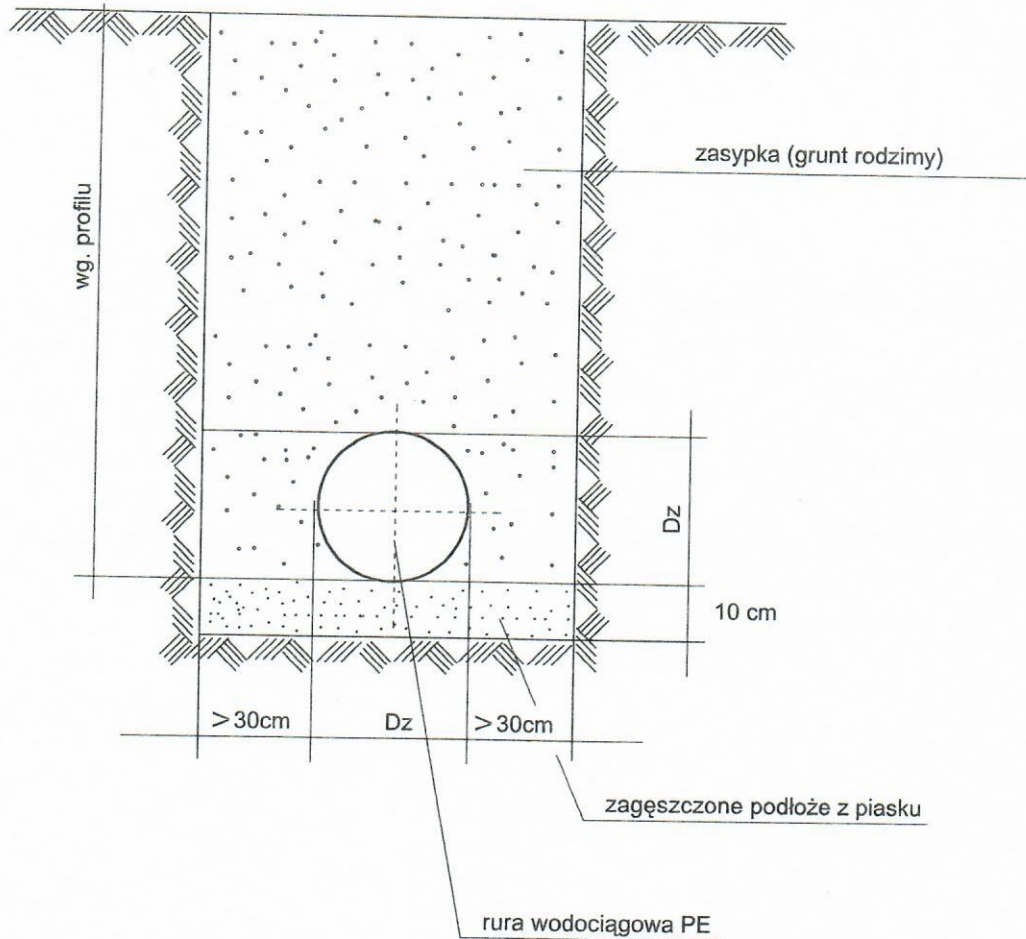 zasypka (grunt rodzimy)
wg. profilu
Dz
10 cm
>30cm
Dz
>30cm
zagęszczone podłoże z piasku
rura wodociągowa PE